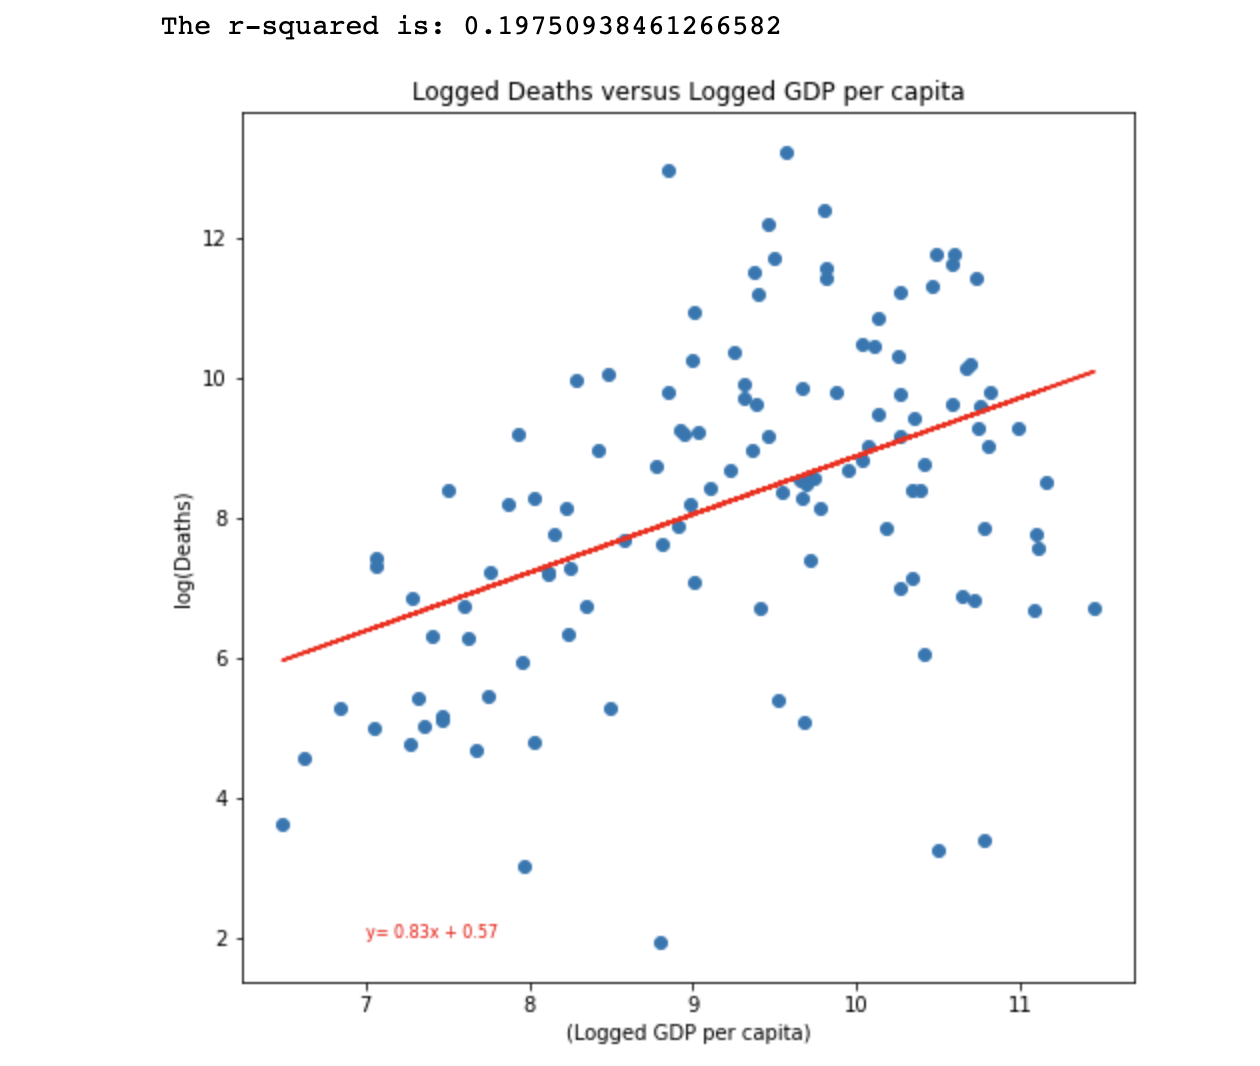 The r-squared is: 0.19750938461266582
Logged Deaths versus Logged GDP per capita
log(Deaths)
12
10
8
6
4
2
y= 0.83x + 0.57
7 8 9 10 11
(Logged GDP per capita)